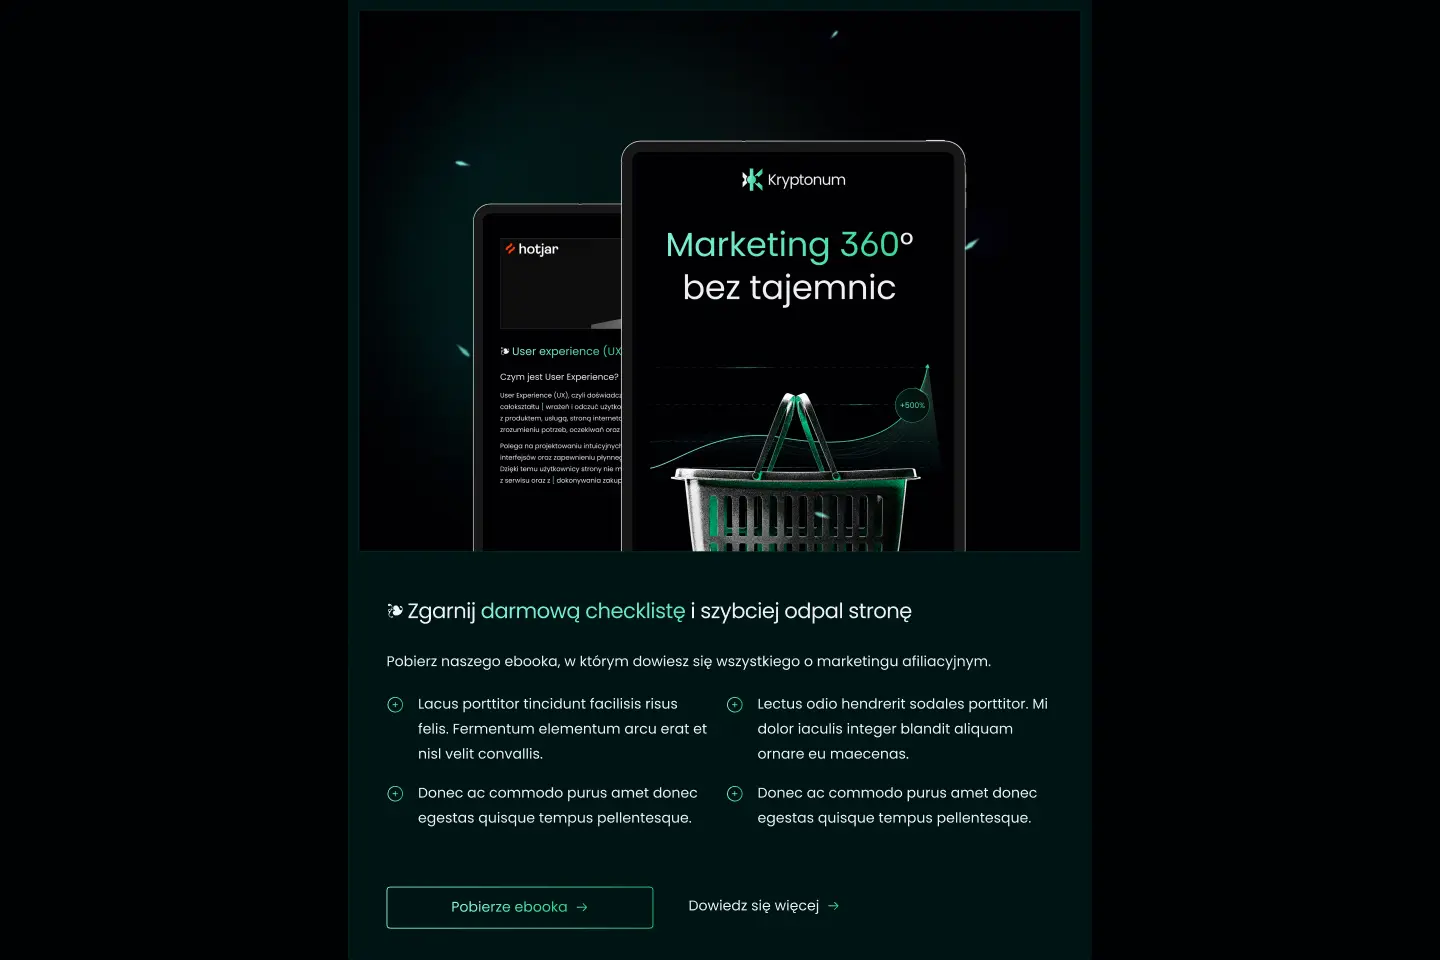 Kryptonum
Marketing 360°
bez tajemnic
+500%
hotjar
User experience (UX
Czym jest User Experience?
User Experience (UX), czyli doświadcz
całokształtu | wrażeń i odczuć użytko
z produktem, usługą, stroną interneto
zrozumieniu potrzeb, oczekiwań oraz
Polega na projektowaniu intuicyjnych
interfejsów oraz zapewnieniu płynneg
Dzięki temu użytkownicy strony nie m
z serwisu oraz z | dokonywania zakup
Zgarnij darmową checklistę i szybciej odpal stronę
Pobierz naszego ebooka, w którym dowiesz się wszystkiego o marketingu afiliacyjnym.
Lacus porttitor tincidunt facilisis risus
felis. Fermentum elementum arcu erat et
nisl velit convallis.
Lectus odio hendrerit sodales porttitor. Mi
dolor iaculis integer blandit aliquam
ornare eu maecenas.
Donec ac commodo purus amet donec
egestas quisque tempus pellentesque.
Donec ac commodo purus amet donec
egestas quisque tempus pellentesque.
Pobierze ebooka →
Dowiedz się więcej →